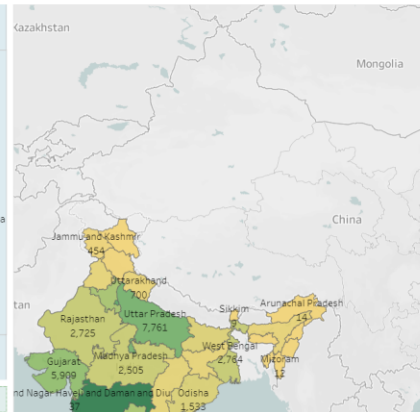 Kazakhstan
Mongolia
China
Jammu and Kashmir
454
Uttarakhand
700
Sikkim
Arunachal Pradesh
141
Uttar Pradesh
7,761
Rajasthan
2,725
West Bengal
2,764
Mizoram
12
Gujarat
5,909
Madhya Pradesh
2,505
nd Nagar Haveli and Daman and Diu
37
Odisha
1,533